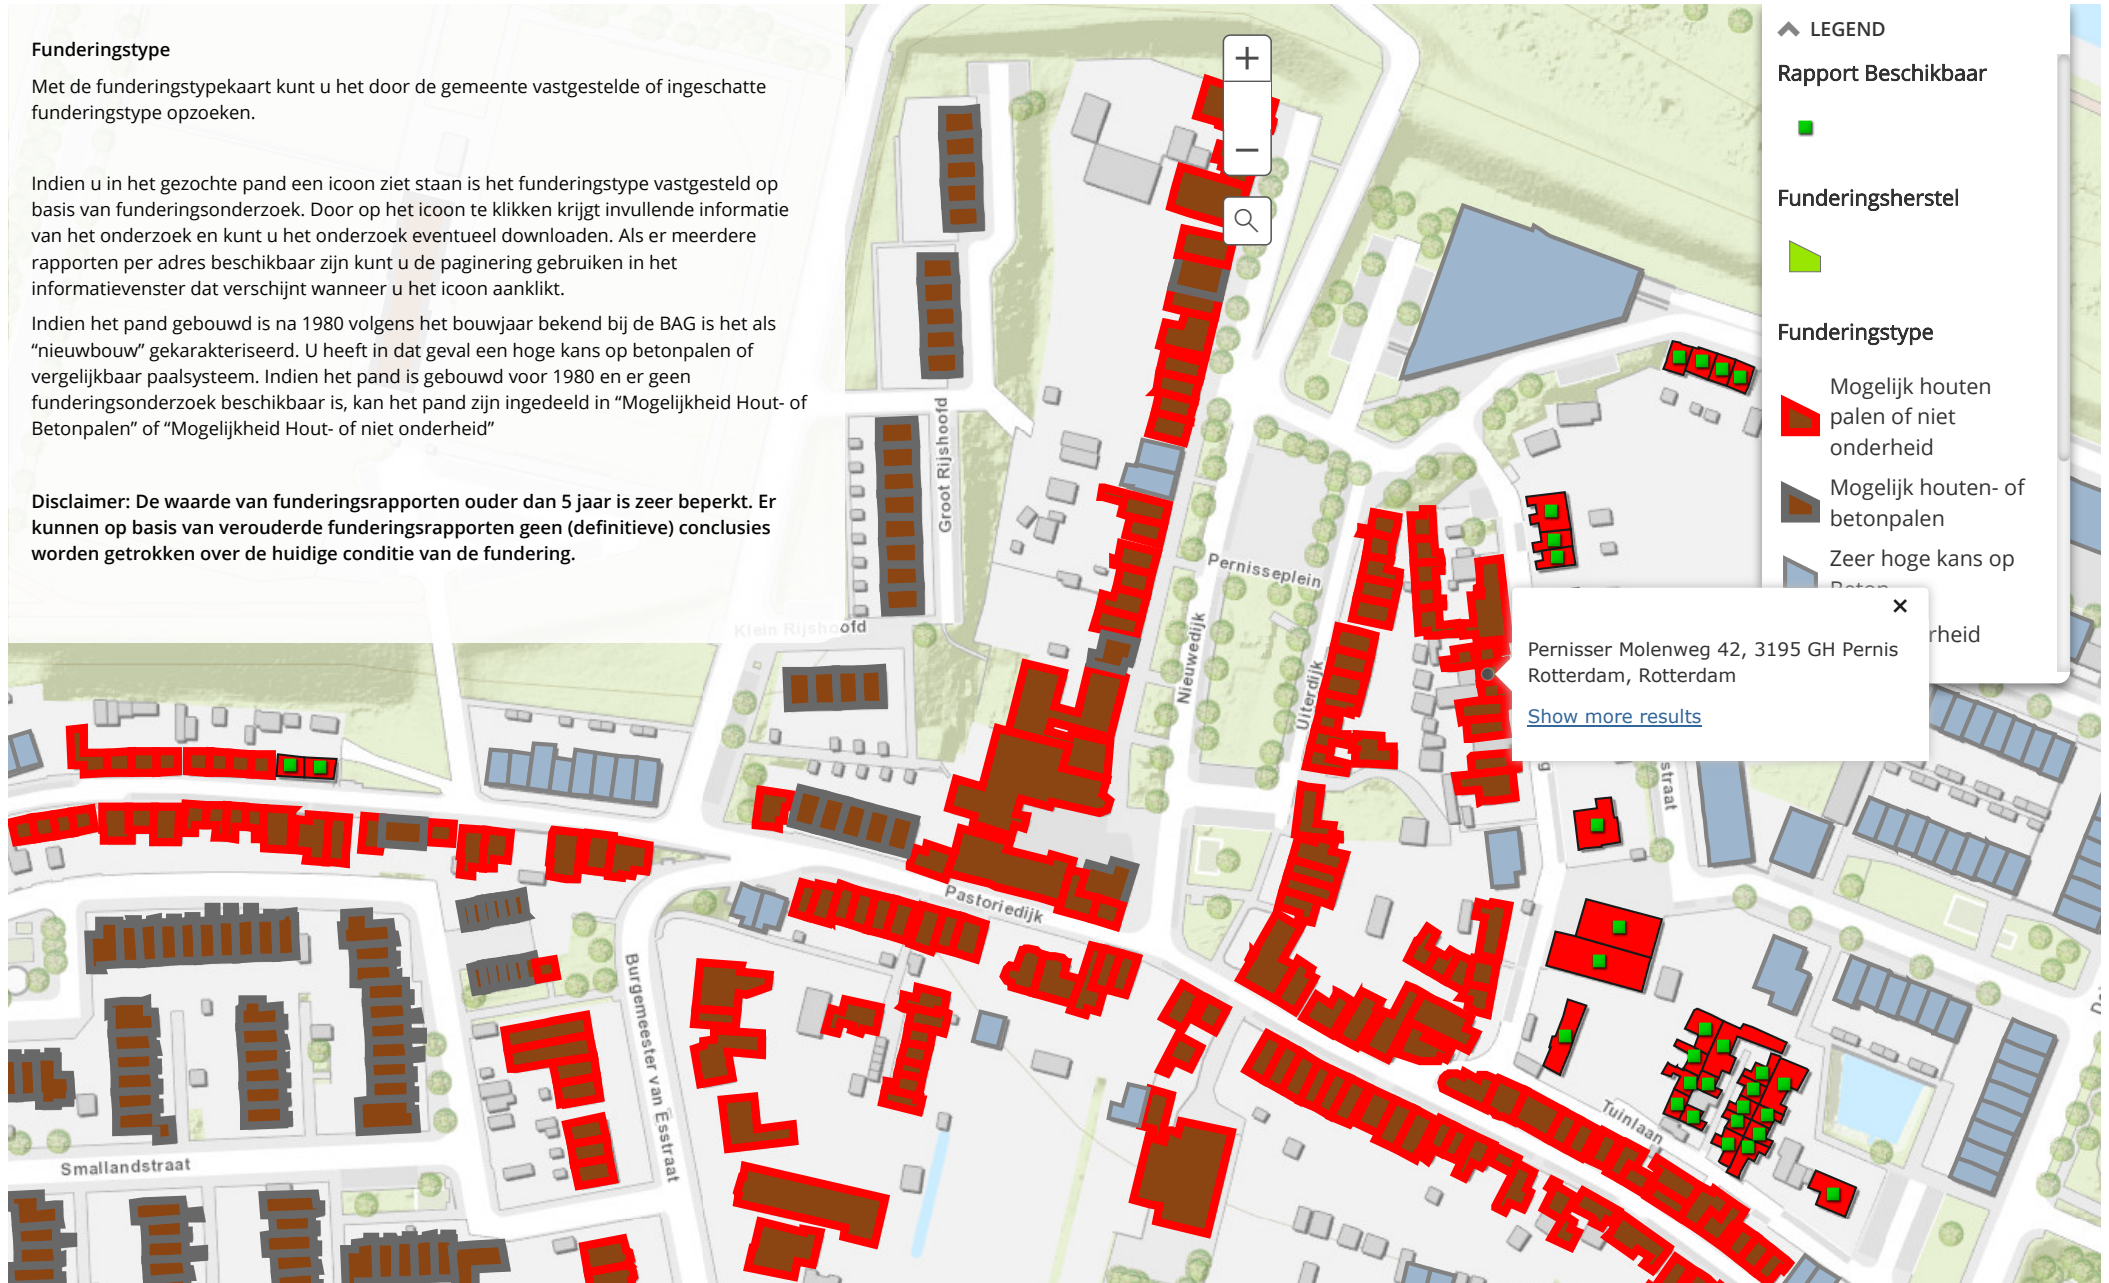 Funderingstype
Met de funderingstypekaart kunt u het door de gemeente vastgestelde of ingeschatte
funderingstype opzoeken.
Indien u in het gezochte pand een icoon ziet staan is het funderingstype vastgesteld op
basis van funderingsonderzoek. Door op het icoon te klikken krijgt invullende informatie
van het onderzoek en kunt u het onderzoek eventueel downloaden. Als er meerdere
rapporten per adres beschikbaar zijn kunt u de paginering gebruiken in het
informatievenster dat verschijnt wanneer u het icoon aanklikt.
Indien het pand gebouwd is na 1980 volgens het bouwjaar bekend bij de BAG is het als
“nieuwbouw” gekarakteriseerd. U heeft in dat geval een hoge kans op betonpalen of
vergelijkbaar paalsysteem. Indien het pand is gebouwd voor 1980 en er geen
funderingsonderzoek beschikbaar is, kan het pand zijn ingedeeld in “Mogelijkheid Hout- of
Betonpalen” of “Mogelijkheid Hout- of niet onderheid”
Disclaimer: De waarde van funderingsrapporten ouder dan 5 jaar is zeer beperkt. Er
kunnen op basis van verouderde funderingsrapporten geen (definitieve) conclusies
worden getrokken over de huidige conditie van de fundering.
LEGEND
Rapport Beschikbaar
Funderingsherstel
Funderingstype
Mogelijk houten
palen of niet
onderheid
Mogelijk houten- of
betonpalen
Zeer hoge kans op
Beton
rheid
Pernisser Molenweg 42, 3195 GH Pernis
Rotterdam, Rotterdam
Show more results
Groot Rijshoofd
Klein Rijshoofd
Pernisseplein
Nieuwedijk
Uiterdijk
Pastoriedijk
Burgemeester van Esstraat
Smallandstraat
Tuinlaan
straat
g